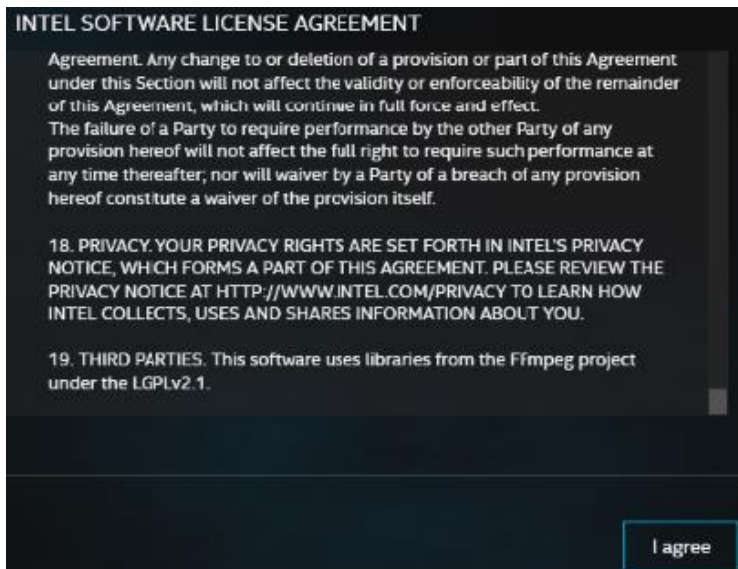 INTEL SOFTWARE LICENSE AGREEMENT
Agreement. Any change to or deletion of a provision or part of this Agreement
under this Section will not affect the validity or enforceability of the remainder
of this Agreement, which will continue in full force and effect.
The failure of a Party to require performance by the other Party of any
provision hereof will not affect the full right to require such performance at
any time thereafter; nor will waiver by a Party of a breach of any provision
hereof constitute a waiver of the provision itself.
18. PRIVACY. YOUR PRIVACY RIGHTS ARE SET FORTH IN INTEL'S PRIVACY
NOTICE, WHICH FORMS A PART OF THIS AGREEMENT. PLEASE REVIEW THE
PRIVACY NOTICE AT HTTP://WWW.INTEL.COM/PRIVACY TO LEARN HOW
INTEL COLLECTS, USES AND SHARES INFORMATION ABOUT YOU.
19. THIRD PARTIES. This software uses libraries from the FFmpeg project
under the LGPLv2.1.
I agree